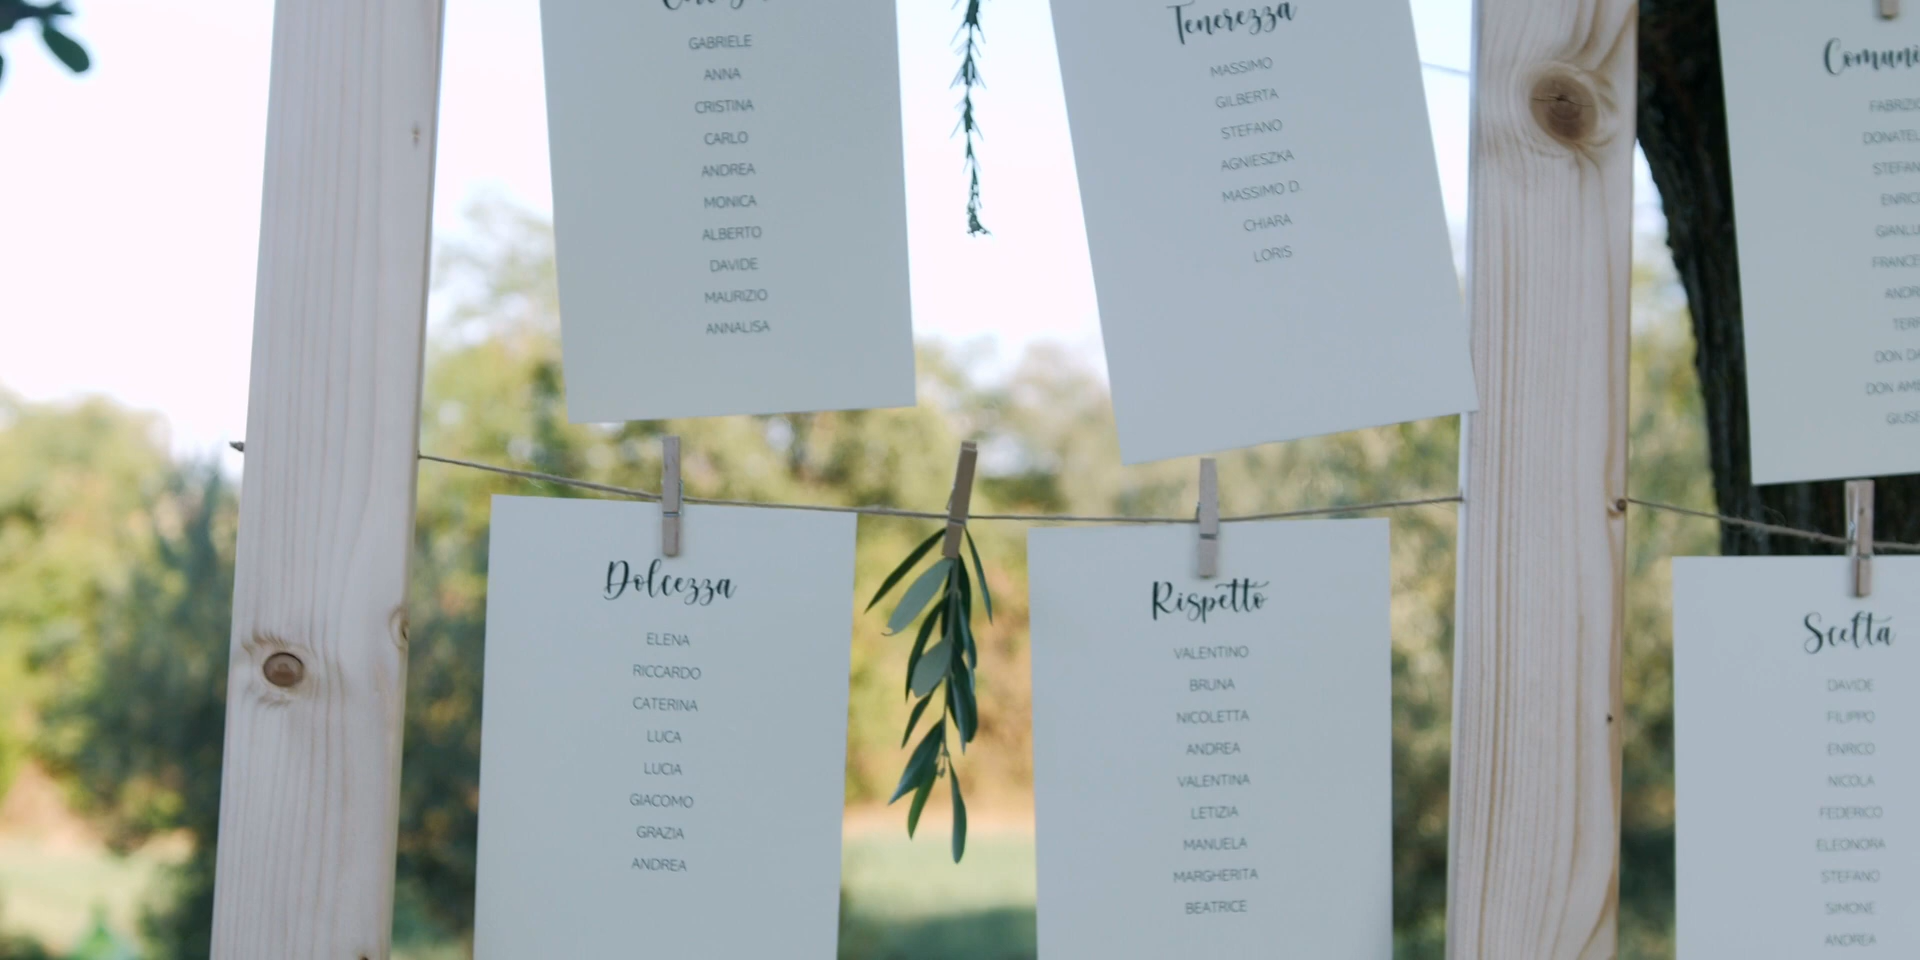 GABRIELE
ANNA
CRISTINA
CARLO
ANDREA
MONICA
ALBERTO
DAVIDE
MAURIZIO
ANNALISA
Tenerezza
MASSIMO
GILBERTA
STEFANO
AGNIESZKA
MASSIMO D.
CHIARA
LORIS
Dolcezza
ELENA
RICCARDO
CATERINA
LUCA
LUCIA
GIACOMO
GRAZIA
ANDREA
Rispetto
VALENTINO
BRUNA
NICOLETTA
ANDREA
VALENTINA
LETIZIA
MANUELA
MARGHERITA
BEATRICE
Scelta
DAVIDE
FILIPPO
ENRICO
NICOLA
FEDERICO
ELEONORA
STEFANO
SIMONE
ANDREA